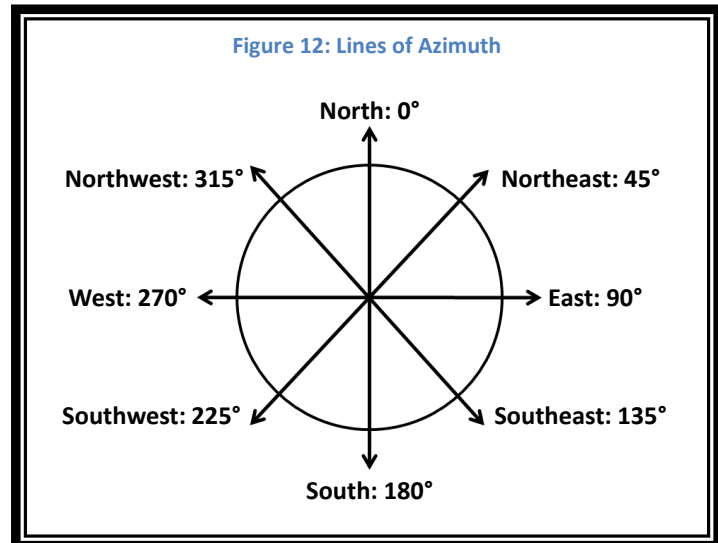 Figure 12: Lines of Azimuth
North: 0°
Northwest: 315°
Northeast: 45°
West: 270°
East: 90°
Southwest: 225°
Southeast: 135°
South: 180°